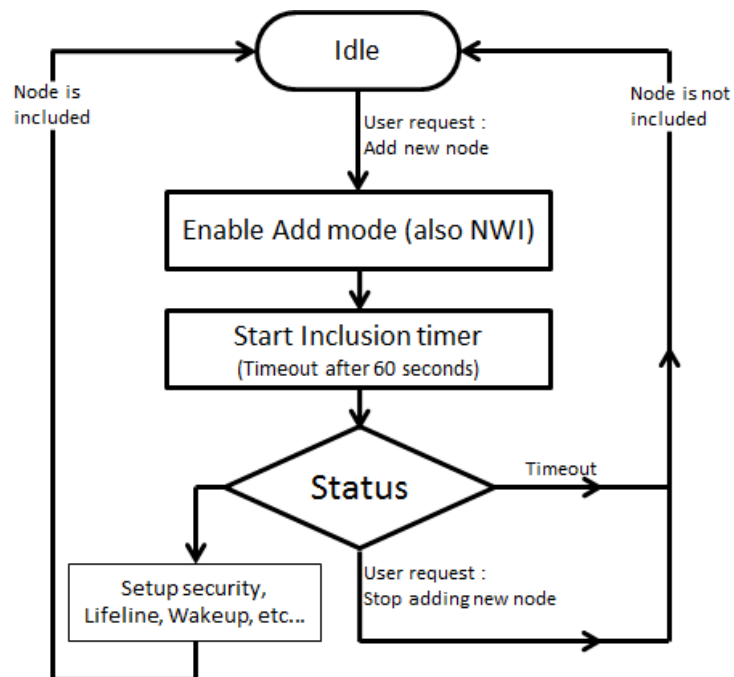 Idle
Node is
included
Node is not
included
User request :
Add new node
Enable Add mode (also NWI)
Start Inclusion timer
(Timeout after 60 seconds)
Status
Timeout
Setup security,
Lifeline, Wakeup, etc...
User request :
Stop adding new node